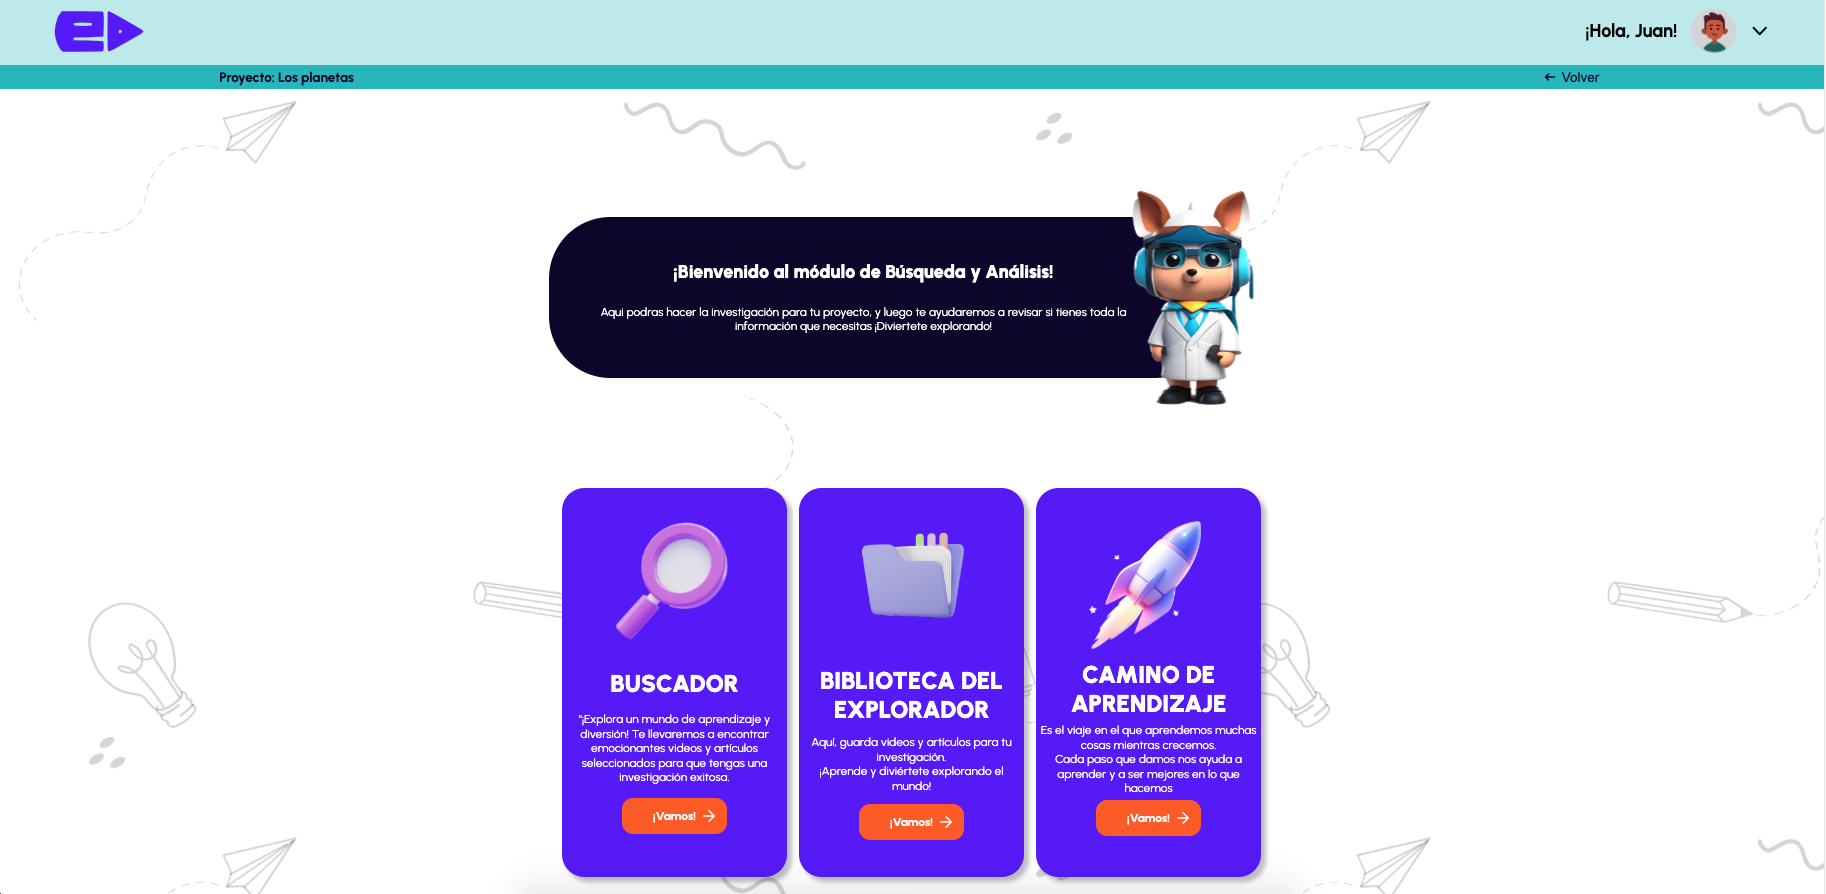 ¡Hola, Juan!
Proyecto: Los planetas
Volver
¡Bienvenido al módulo de Búsqueda y Análisis!
Aqui podras hacer la investigación para tu proyecto, y luego te ayudaremos a revisar si tienes toda la
información que necesitas ¡Diviertete explorando!
BUSCADOR
"¡Explora un mundo de aprendizaje y
diversión! Te llevaremos a encontrar
emocionantes videos y artículos
seleccionados para que tengas una
investigación exitosa.
¡Vamos!
BIBLIOTECA DEL
EXPLORADOR
Aquí, guarda videos y artículos para tu
investigación.
¡Aprende y diviértete explorando el
mundo!
¡Vamos!
CAMINO DE
APRENDIZAJE
Es el viaje en el que aprendemos muchas
cosas mientras crecemos.
Cada paso que damos nos ayuda a
aprender y a ser mejores en lo que
hacemos
¡Vamos!